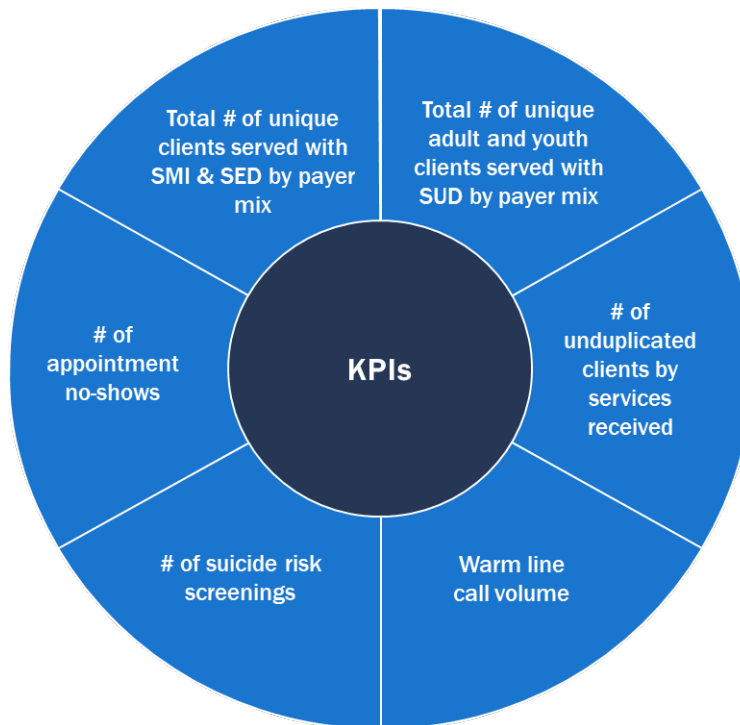 Total # of unique
clients served with
SMI & SED by payer
mix
Total # of unique
adult and youth
clients served with
SUD by payer mix
# of
appointment
no-shows
KPIs
# of
unduplicated
clients by
services
received
# of suicide risk
screenings
Warm line
call volume